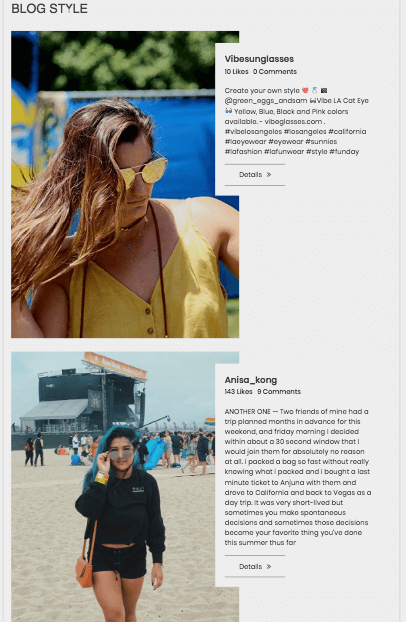 BLOG STYLE
Vibesunglasses
10 Likes 0 Comments
Create your own style
@green_eggs_andsam Vibe LA Cat Eye
Yellow, Blue, Black and Pink colors
available. - vibeglasses.com .
#vibelosangeles #losangeles #california
#laeyewear #eyewear #sunnies
#lafashion #lafunwear #style #funday
Details »
Anisa_kong
143 Likes 9 Comments
ANOTHER ONE — Two friends of mine had a
trip planned months in advance for this
weekend, and friday morning I decided
within about a 30 second window that I
would join them for absolutely no reason
at all. I packed a bag so fast without really
knowing what i packed and i bought a last
minute ticket to Anjuna with them and
drove to California and back to Vegas as a
day trip. It was very short-lived but
sometimes you make spontaneous
decisions and sometimes those decisions
become your favorite thing you've done
this summer thus far
Details »